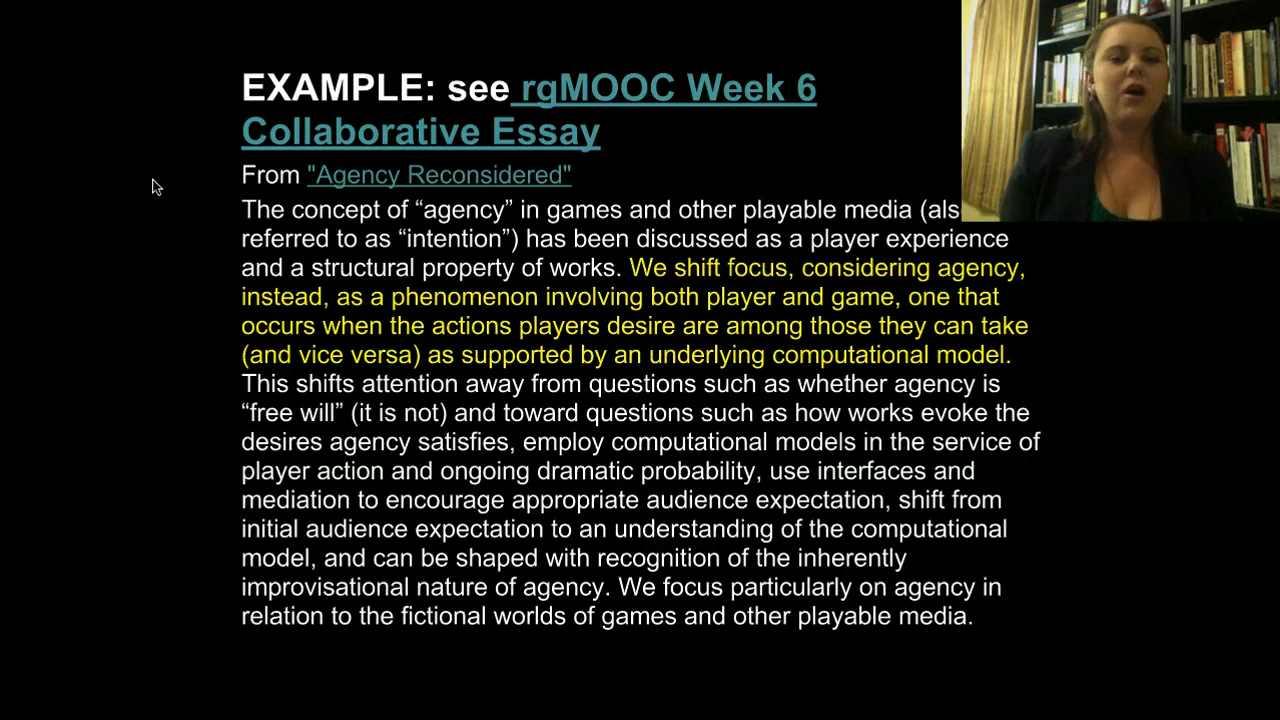 EXAMPLE: see rgMOOC Week 6
Collaborative Essay
From "Agency Reconsidered"
The concept of “agency” in games and other playable media (als
referred to as “intention”) has been discussed as a player experience
and a structural property of works. We shift focus, considering agency,
instead, as a phenomenon involving both player and game, one that
occurs when the actions players desire are among those they can take
(and vice versa) as supported by an underlying computational model.
This shifts attention away from questions such as whether agency is
“free will” (it is not) and toward questions such as how works evoke the
desires agency satisfies, employ computational models in the service of
player action and ongoing dramatic probability, use interfaces and
mediation to encourage appropriate audience expectation, shift from
initial audience expectation to an understanding of the computational
model, and can be shaped with recognition of the inherently
improvisational nature of agency. We focus particularly on agency in
relation to the fictional worlds of games and other playable media.